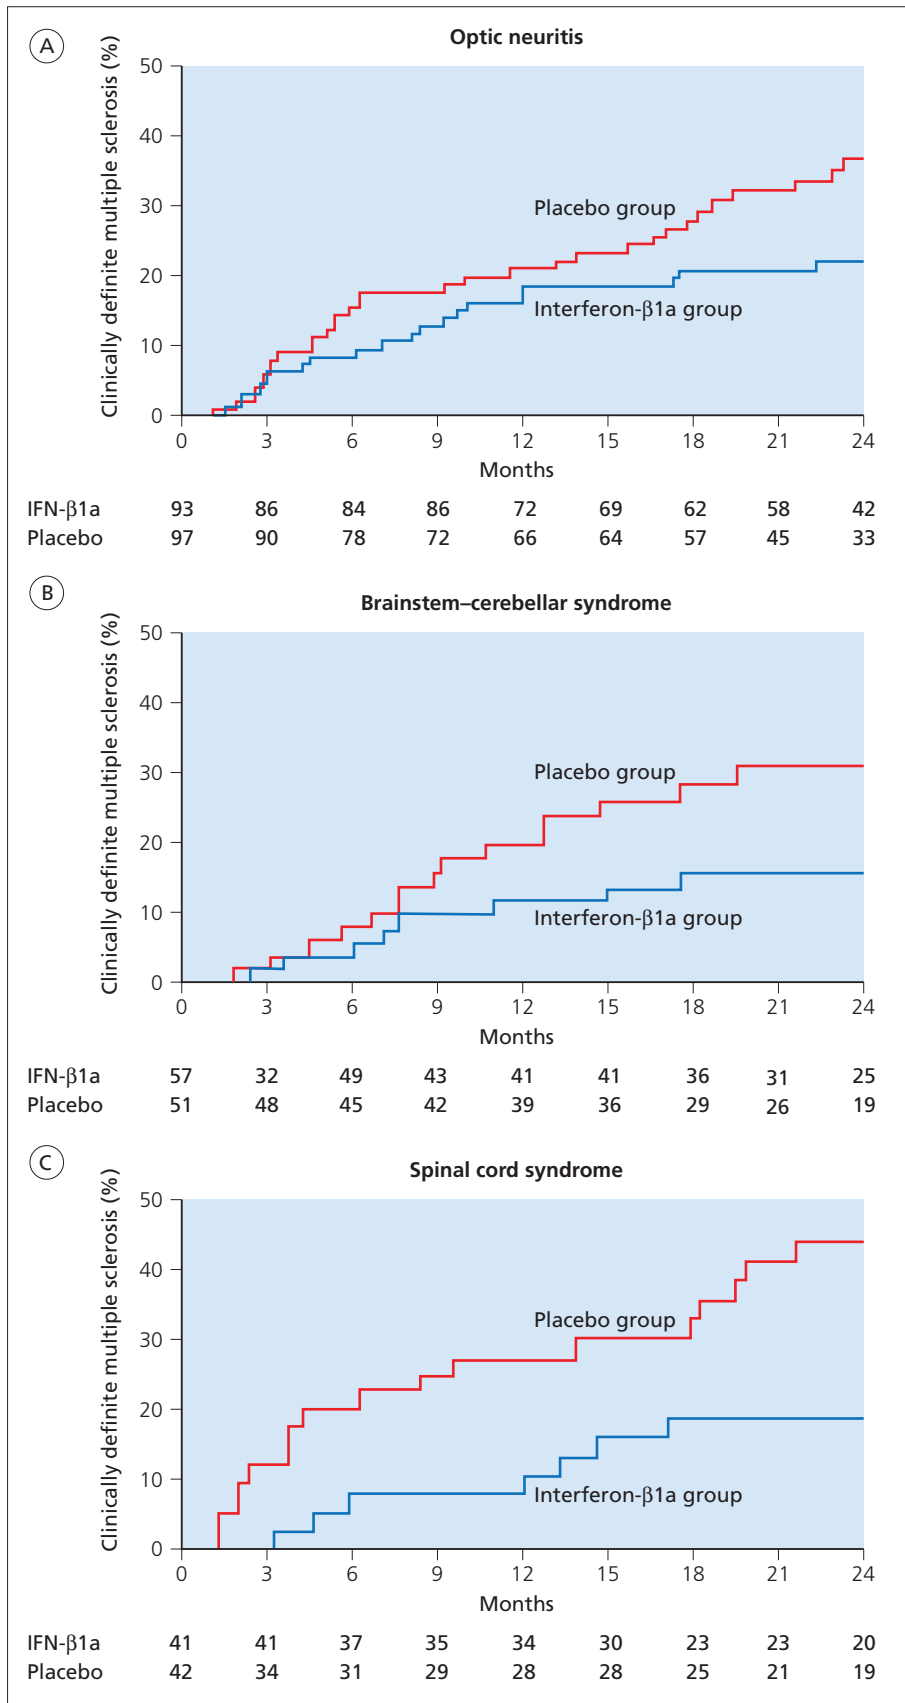 A
Optic neuritis
Clinically definite multiple sclerosis (%)
50
40
30
20
10
0
Placebo group
Interferon-β1a group
0 3 6 9 12 15 18 21 24
Months
IFN-β1a 93 86 84 86 72 69 62 58 42
Placebo 97 90 78 72 66 64 57 45 33
B
Brainstem–cerebellar syndrome
Clinically definite multiple sclerosis (%)
50
40
30
20
10
0
Placebo group
Interferon-β1a group
0 3 6 9 12 15 18 21 24
Months
IFN-β1a 57 32 49 43 41 41 36 31 25
Placebo 51 48 45 42 39 36 29 26 19
C
Spinal cord syndrome
Clinically definite multiple sclerosis (%)
50
40
30
20
10
0
Placebo group
Interferon-β1a group
0 3 6 9 12 15 18 21 24
Months
IFN-β1a 41 41 37 35 34 30 23 23 20
Placebo 42 34 31 29 28 28 25 21 19